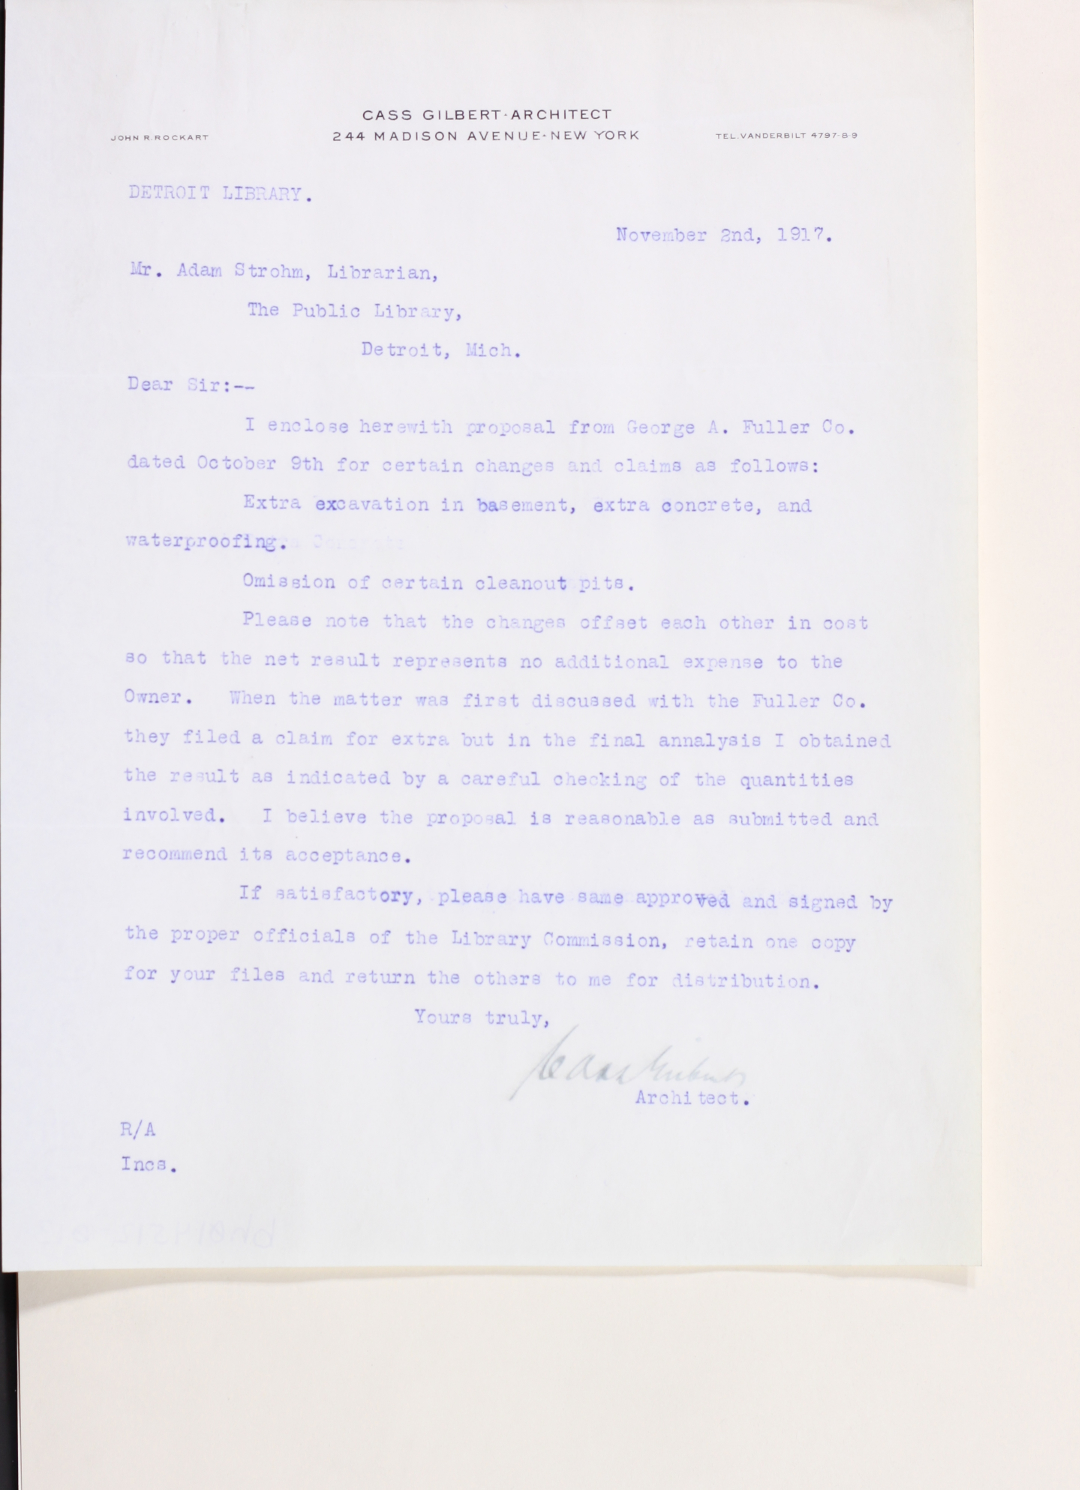 CASS GILBERT·ARCHITECT
JOHN R. ROCKART 244 MADISON AVENUE·NEW YORK TEL. VANDERBILT 4797-8-9
DETROIT LIBRARY.
November 2nd, 1917.
Mr. Adam Strohm, Librarian,
The Public Library,
Detroit, Mich.
Dear Sir:--
I enclose herewith proposal from George A. Fuller Co.
dated October 9th for certain changes and claims as follows:
Extra excavation in basement, extra concrete, and
waterproofing.
Omission of certain cleanout pits.
Please note that the changes offset each other in cost
so that the net result represents no additional expense to the
Owner. When the matter was first discussed with the Fuller Co.
they filed a claim for extra but in the final annalysis I obtained
the result as indicated by a careful checking of the quantities
involved. I believe the proposal is reasonable as submitted and
recommend its acceptance.
If satisfactory, please have same approved and signed by
the proper officials of the Library Commission, retain one copy
for your files and return the others to me for distribution.
Yours truly,
Cass Gilbert
Architect.
R/A
Incs.